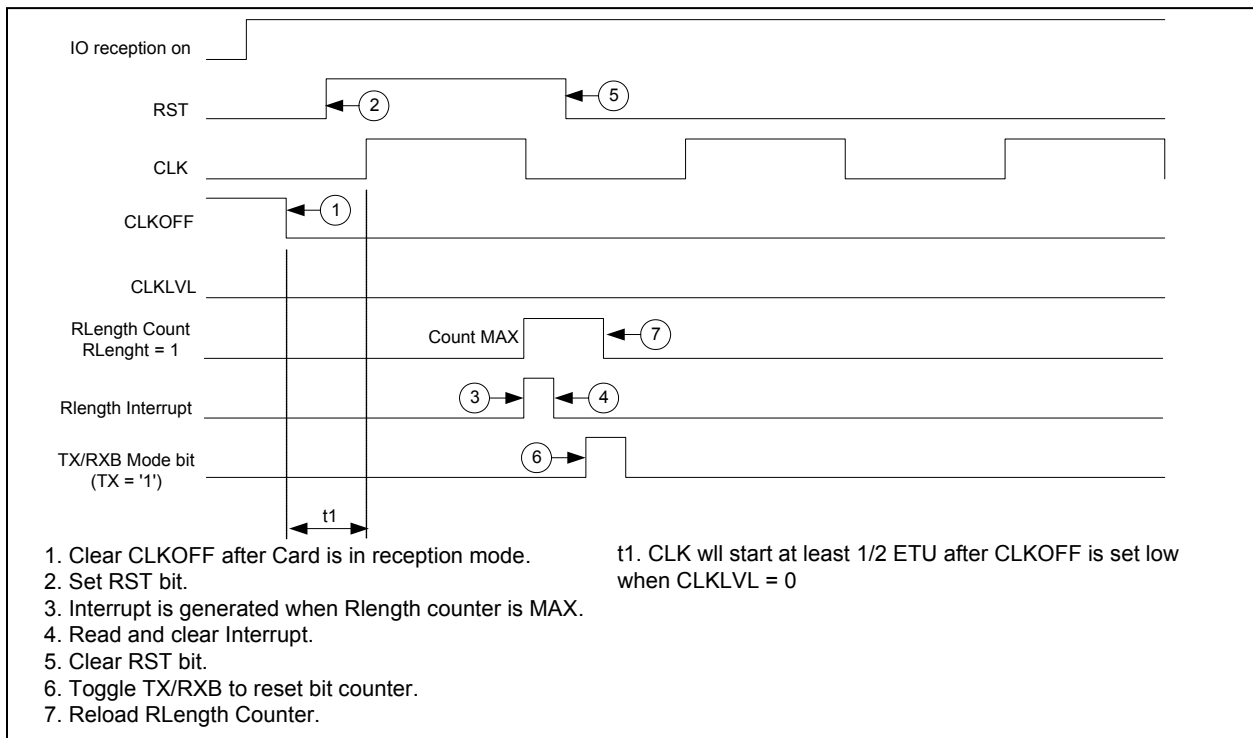 IO reception on
RST
2
5
CLK
CLKOFF
1
CLKLVL
RLength Count
RLenght = 1
Count MAX
7
Rlength Interrupt
3
4
TX/RXB Mode bit
(TX = '1')
6
t1
1. Clear CLKOFF after Card is in reception mode.
2. Set RST bit.
3. Interrupt is generated when Rlength counter is MAX.
4. Read and clear Interrupt.
5. Clear RST bit.
6. Toggle TX/RXB to reset bit counter.
7. Reload RLength Counter.
t1. CLK wll start at least 1/2 ETU after CLKOFF is set low
when CLKLVL = 0